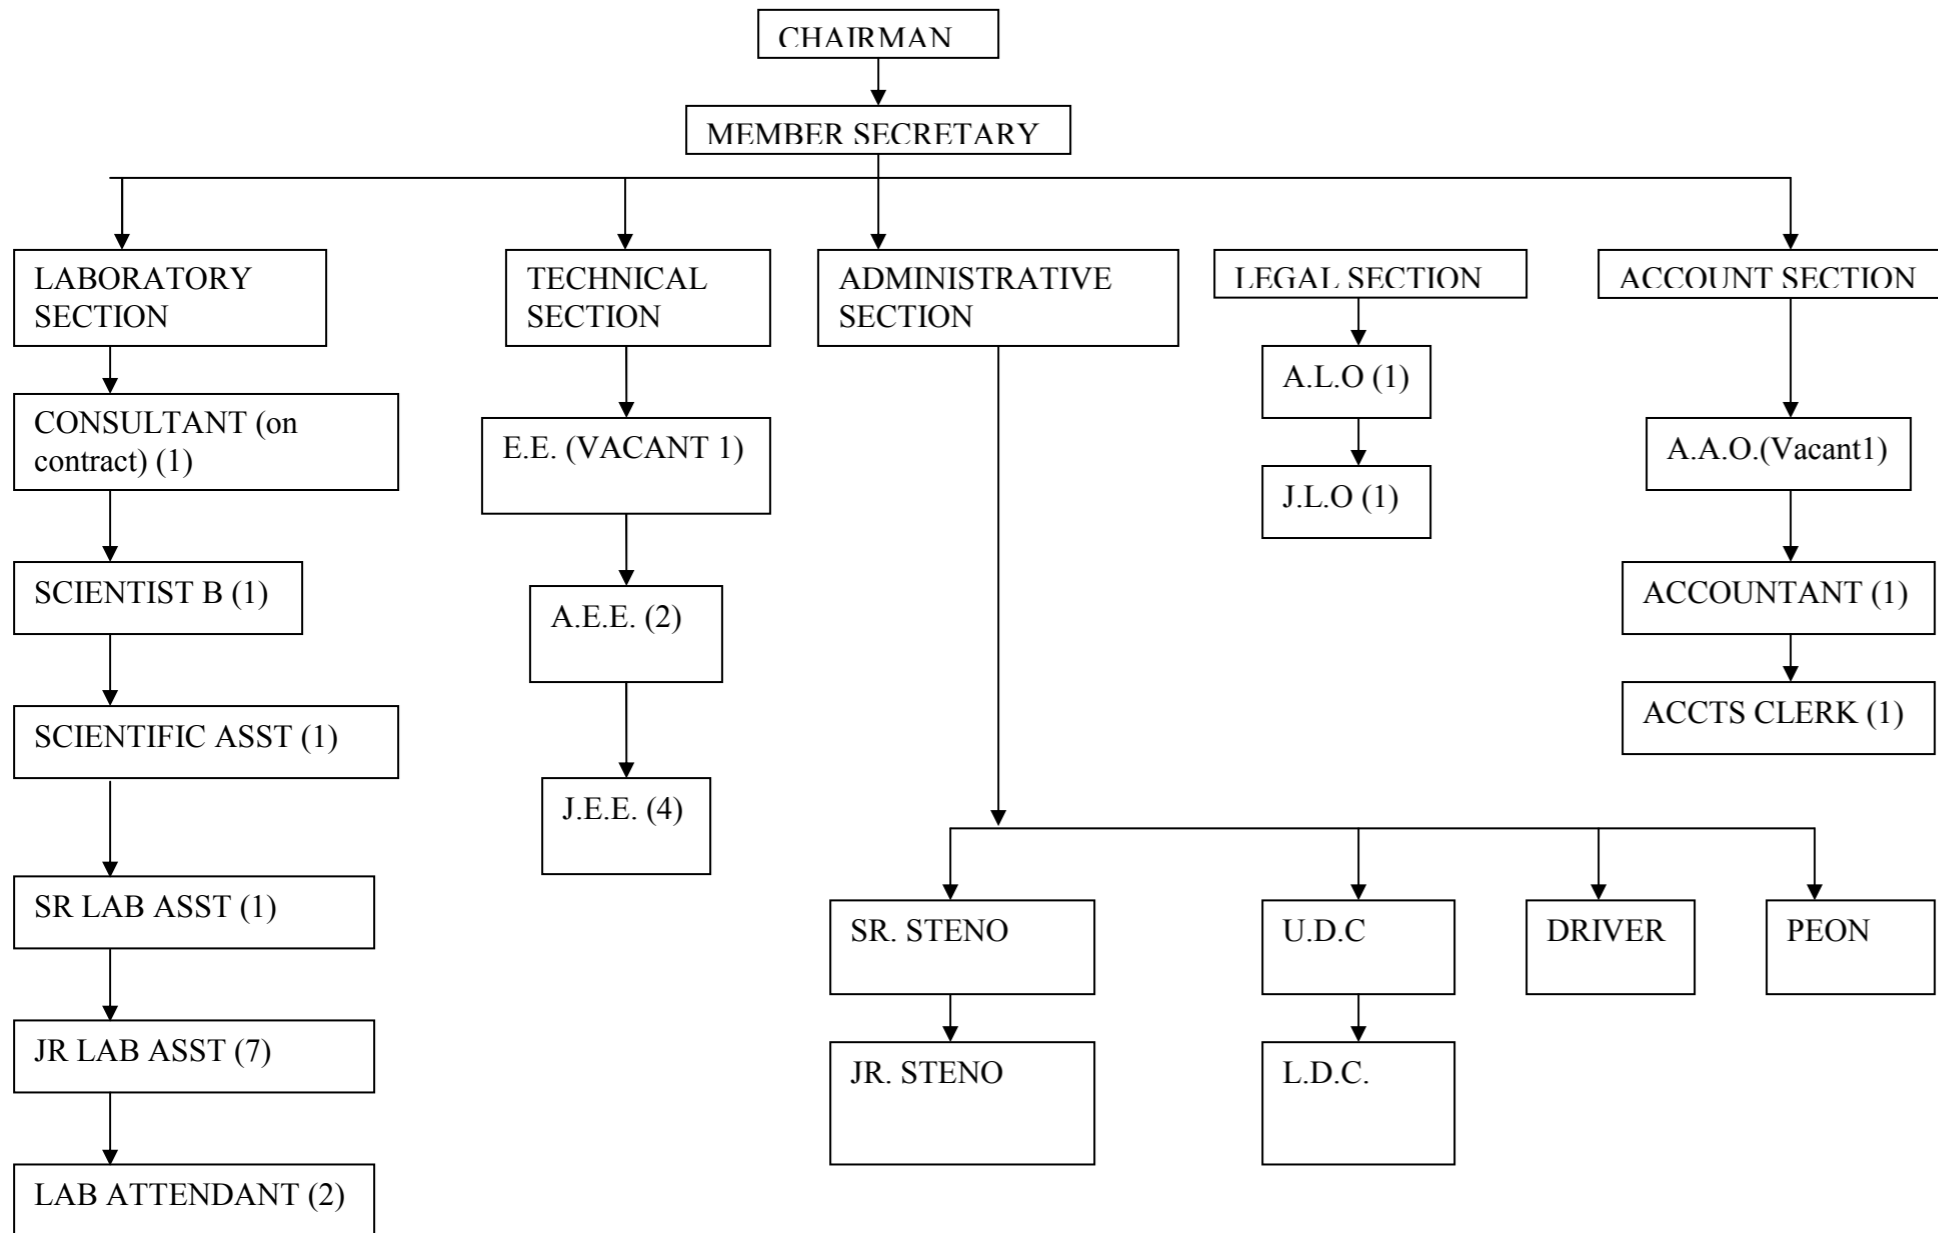 CHAIRMAN
MEMBER SECRETARY
LABORATORY
SECTION
TECHNICAL
SECTION
ADMINISTRATIVE
SECTION
LEGAL SECTION
ACCOUNT SECTION
CONSULTANT (on
contract) (1)
SCIENTIST B (1)
SCIENTIFIC ASST (1)
SR LAB ASST (1)
JR LAB ASST (7)
LAB ATTENDANT (2)
E.E. (VACANT 1)
A.E.E. (2)
J.E.E. (4)
SR. STENO
JR. STENO
U.D.C
L.D.C.
DRIVER
PEON
A.L.O (1)
J.L.O (1)
A.A.O.(Vacant1)
ACCOUNTANT (1)
ACCTS CLERK (1)